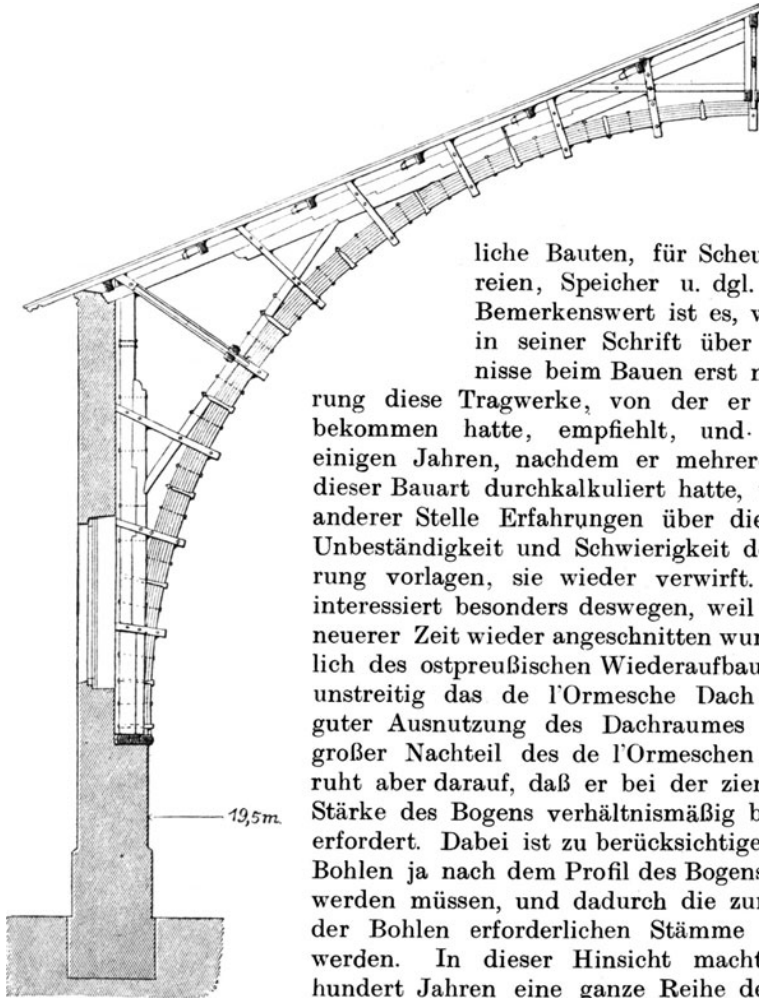 liche Bauten, für Scheu
reien, Speicher u. dgl.
Bemerkenswert ist es,
in seiner Schrift über
nisse beim Bauen erst
rung diese Tragwerke, von der er
bekommen hatte, empfiehlt, und
einigen Jahren, nachdem er mehrer
dieser Bauart durchkalkuliert hatte,
anderer Stelle Erfahrungen über die
Unbeständigkeit und Schwierigkeit d
rung vorlagen, sie wieder verwirft.
interessiert besonders deswegen, weil
neuerer Zeit wieder angeschnitten wur
lich des ostpreußischen Wiederaufbau
unstreitig das de l'Ormesche Dach
guter Ausnutzung des Dachraumes
großer Nachteil des de l'Ormeschen
ruht aber darauf, daß er bei der zier
Stärke des Bogens verhältnismäßig b
19,5m.
erfordert. Dabei ist zu berücksichtige
Bohlen ja nach dem Profil des Bogens
werden müssen, und dadurch die zur
der Bohlen erforderlichen Stämme
werden. In dieser Hinsicht macht
hundert Jahren eine ganze Reihe de